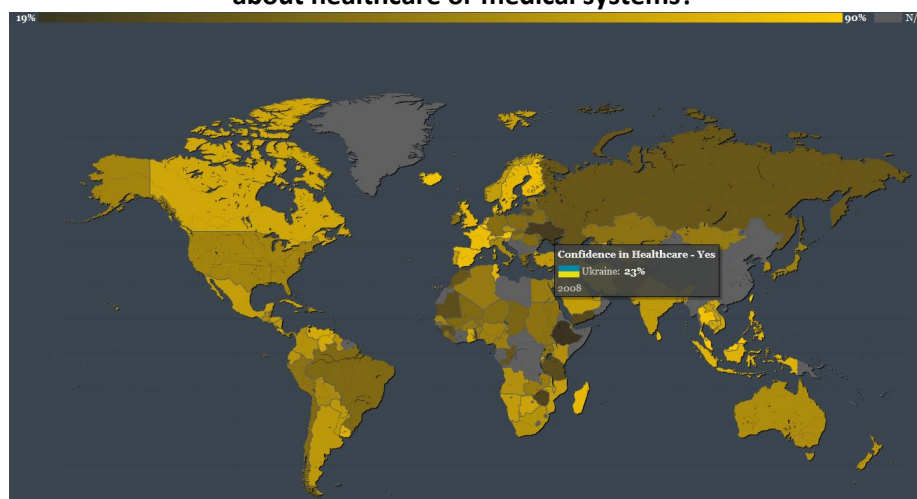 about healthcare or medical systems?
19%
90%
N/
Confidence in Healthcare - Yes
Ukraine: 23%
2008